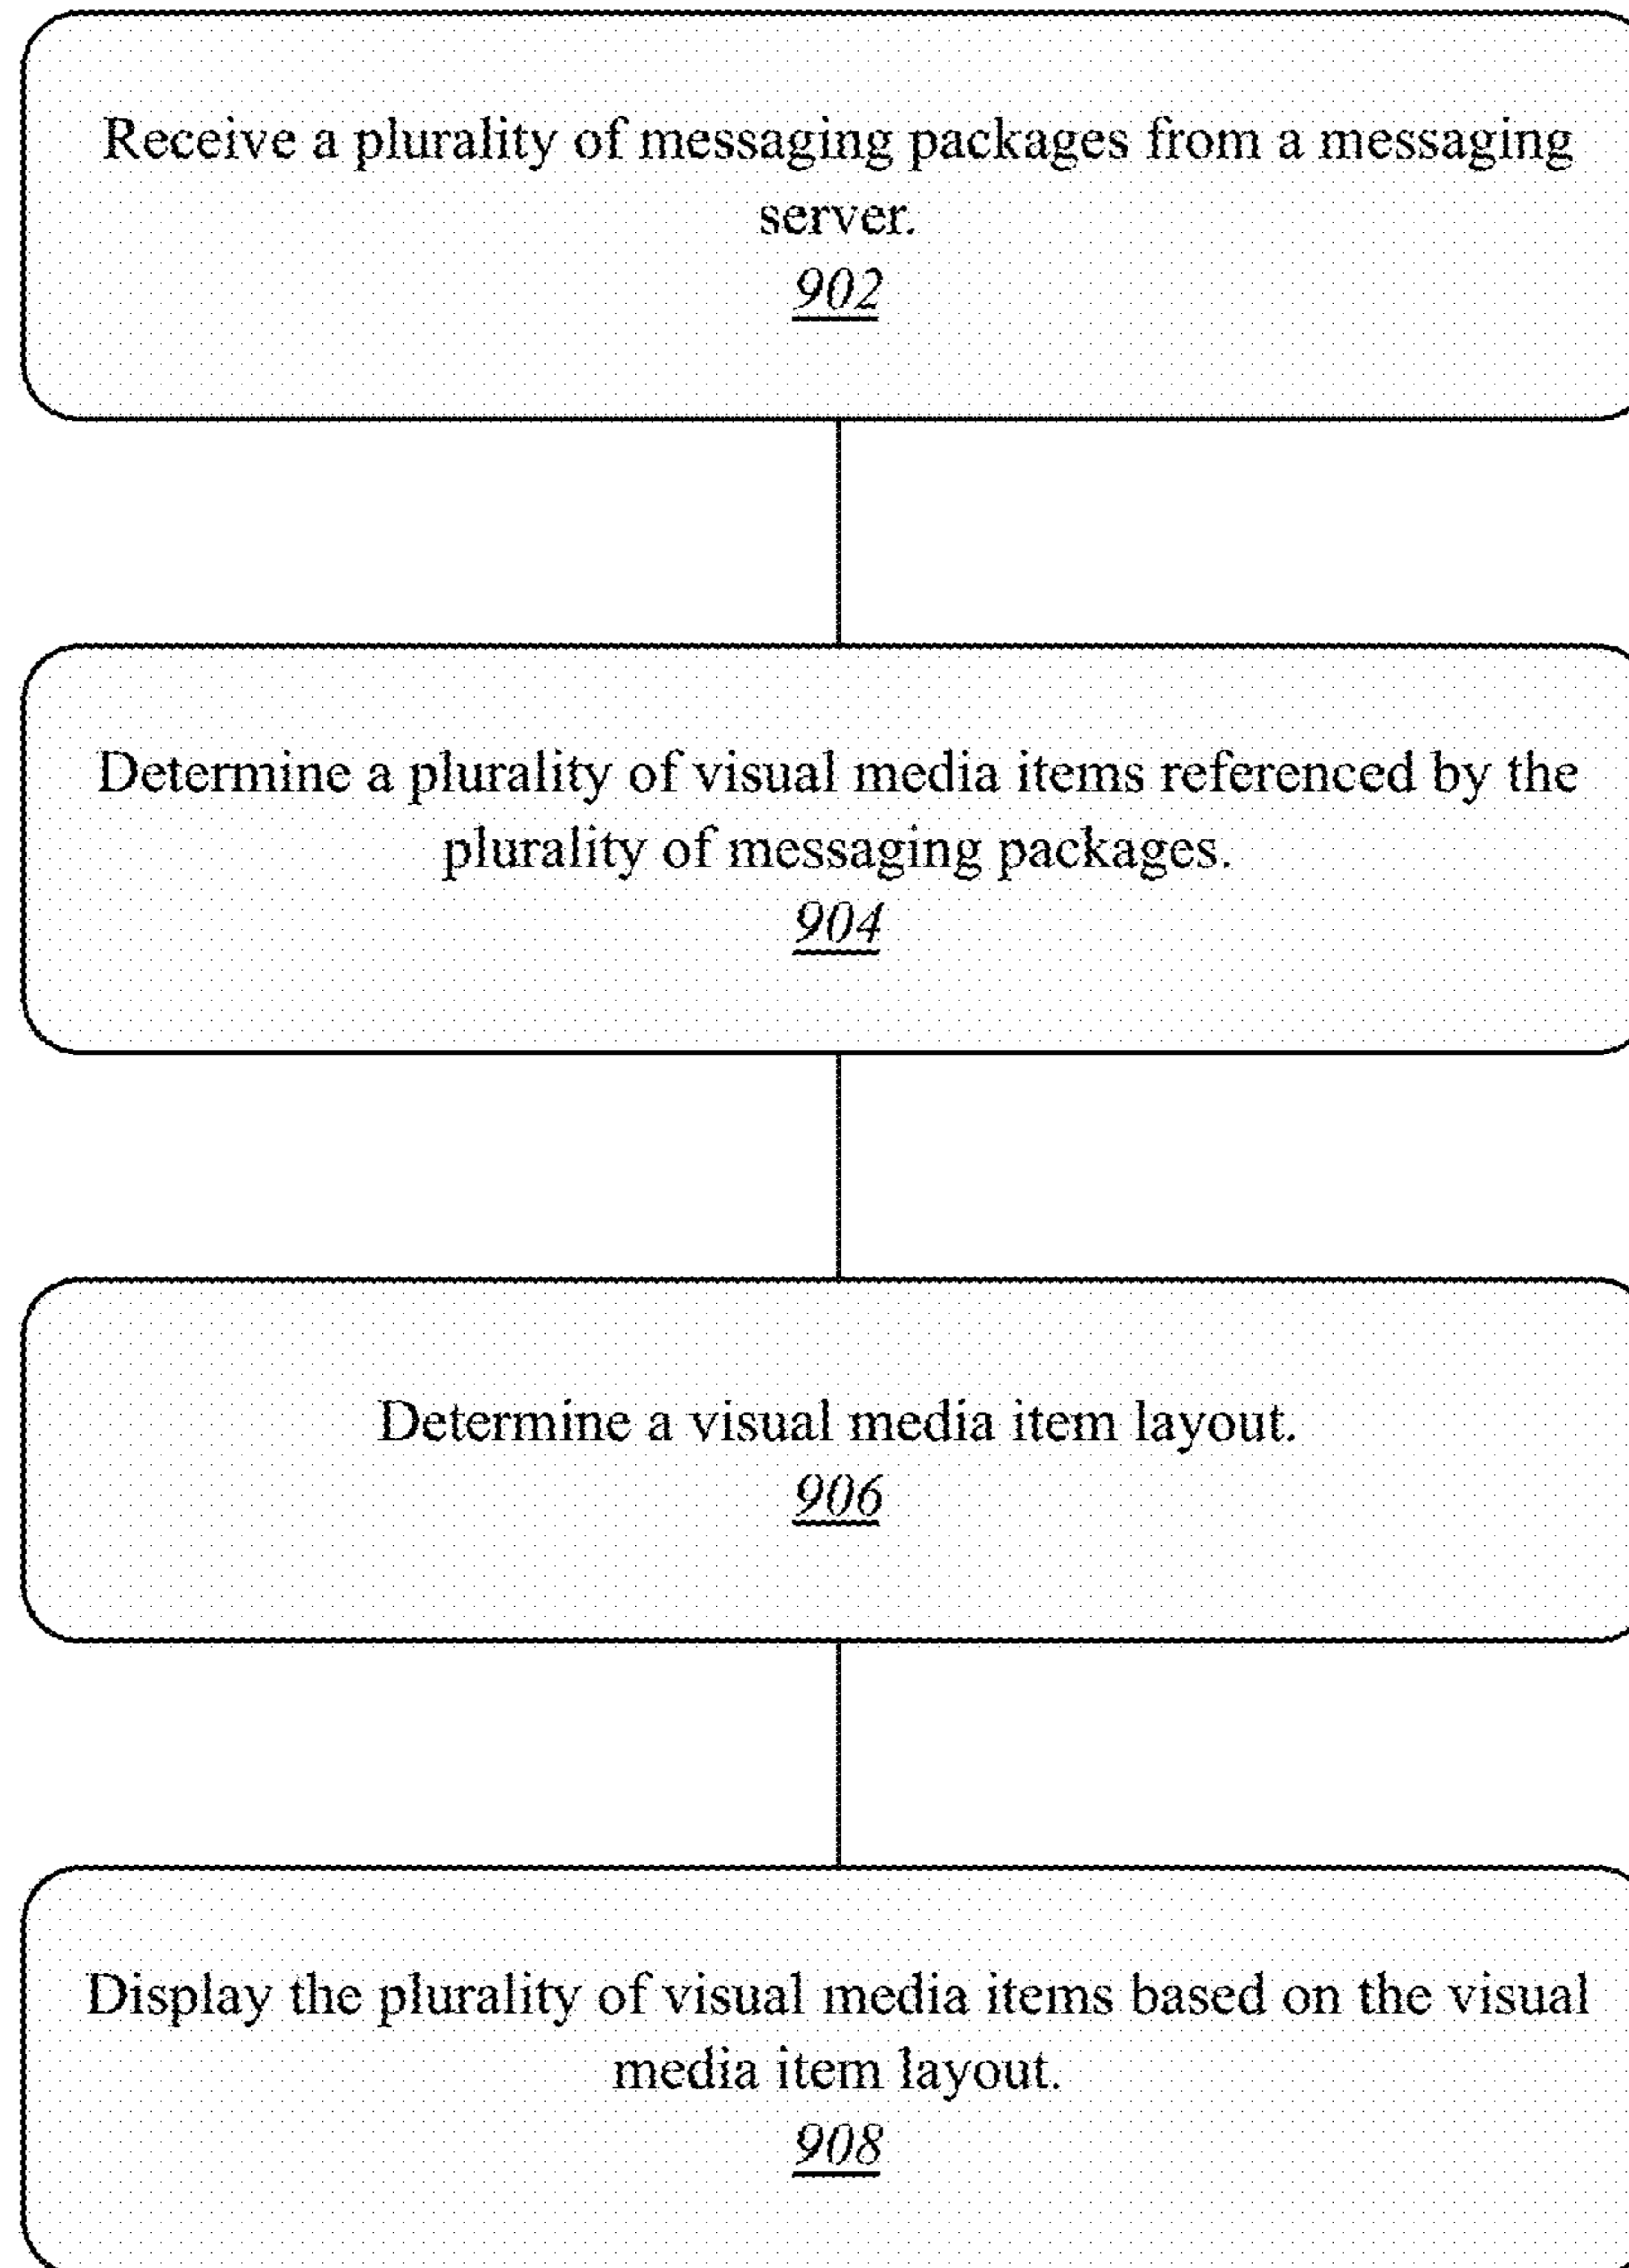 Receive a plurality of messaging packages from a messaging
server.
902
Determine a plurality of visual media items referenced by the
plurality of messaging packages.
904
Determine a visual media item layout.
906
Display the plurality of visual media items based on the visual
media item layout.
908